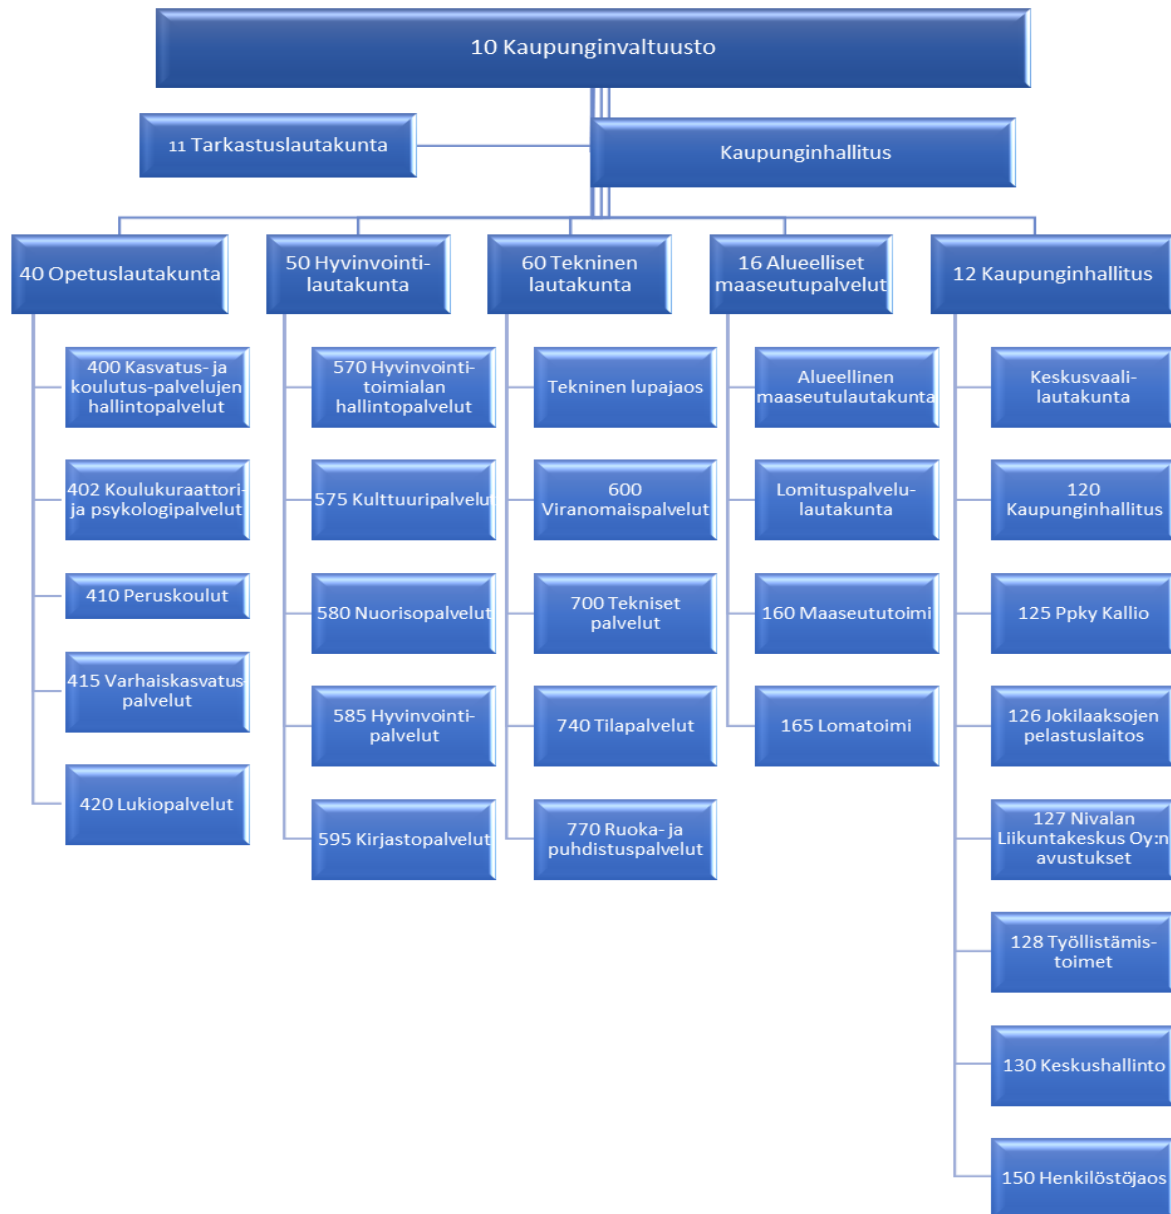 10 Kaupunginvaltuusto
11 Tarkastuslautakunta
Kaupunginhallitus
40 Opetuslautakunta
50 Hyvinvointi-
lautakunta
60 Tekninen
lautakunta
16 Alueelliset
maaseutupalvelut
12 Kaupunginhallitus
400 Kasvatus- ja
koulutus-palvelujen
hallintopalvelut
402 Koulukuraattori-
ja psykologipalvelut
410 Peruskoulut
415 Varhaiskasvatus-
palvelut
420 Lukiopalvelut
570 Hyvinvointi-
toimialan
hallintopalvelut
575 Kulttuuripalvelut
580 Nuorisopalvelut
585 Hyvinvointi-
palvelut
595 Kirjastopalvelut
Tekninen lupajaos
600
Viranomaispalvelut
700 Tekniset
palvelut
740 Tilapalvelut
770 Ruoka- ja
puhdistuspalvelut
Alueellinen
maaseutulautakunta
Lomituspalvelu-
lautakunta
160 Maaseututoimi
165 Lomatoimi
Keskusvaali-
lautakunta
120
Kaupunginhallitus
125 Ppky Kallio
126 Jokilaaksojen
pelastuslaitos
127 Nivalan
Liikuntakeskus Oy:n
avustukset
128 Työllistämis-
toimet
130 Keskushallinto
150 Henkilöstöjaos